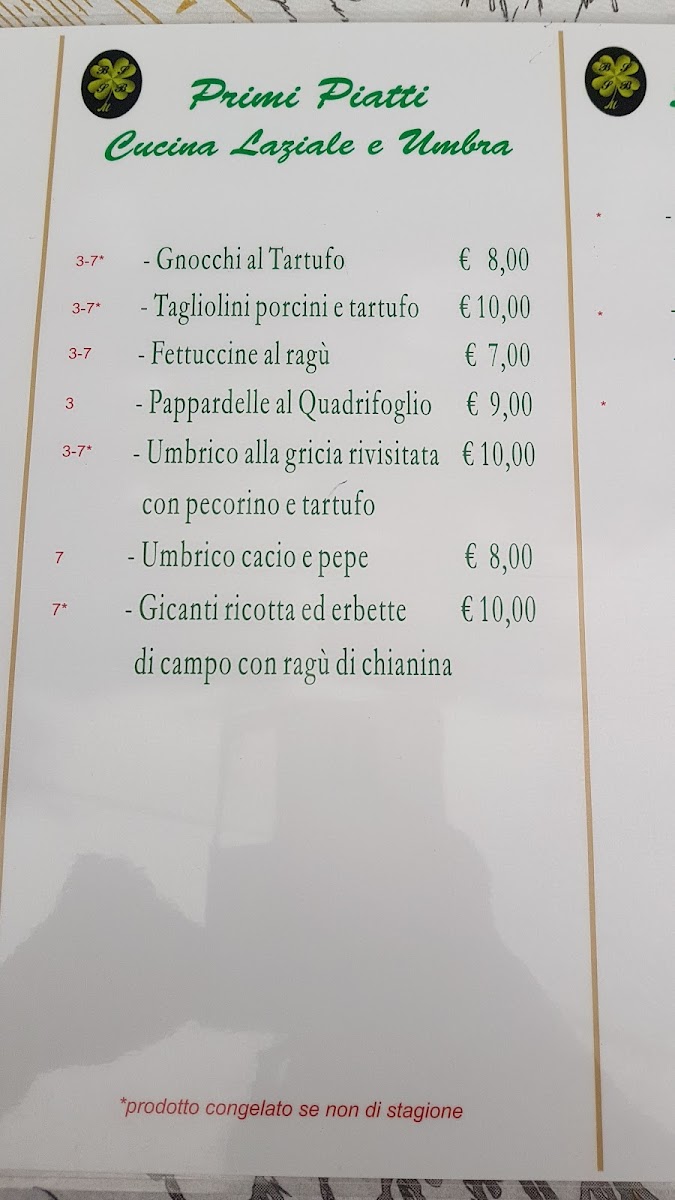 Primi Piatti
Cucina Laziale e Umbra
3-7* - Gnocchi al Tartufo € 8,00
3-7* - Tagliolini porcini e tartufo € 10,00
3-7 - Fettuccine al ragù € 7,00
3 - Pappardelle al Quadrifoglio € 9,00
3-7* - Umbrico alla gricia rivisitata € 10,00
con pecorino e tartufo
7 - Umbrico cacio e pepe € 8,00
7* - Gicanti ricotta ed erbette € 10,00
di campo con ragù di chianina
*prodotto congelato se non di stagione